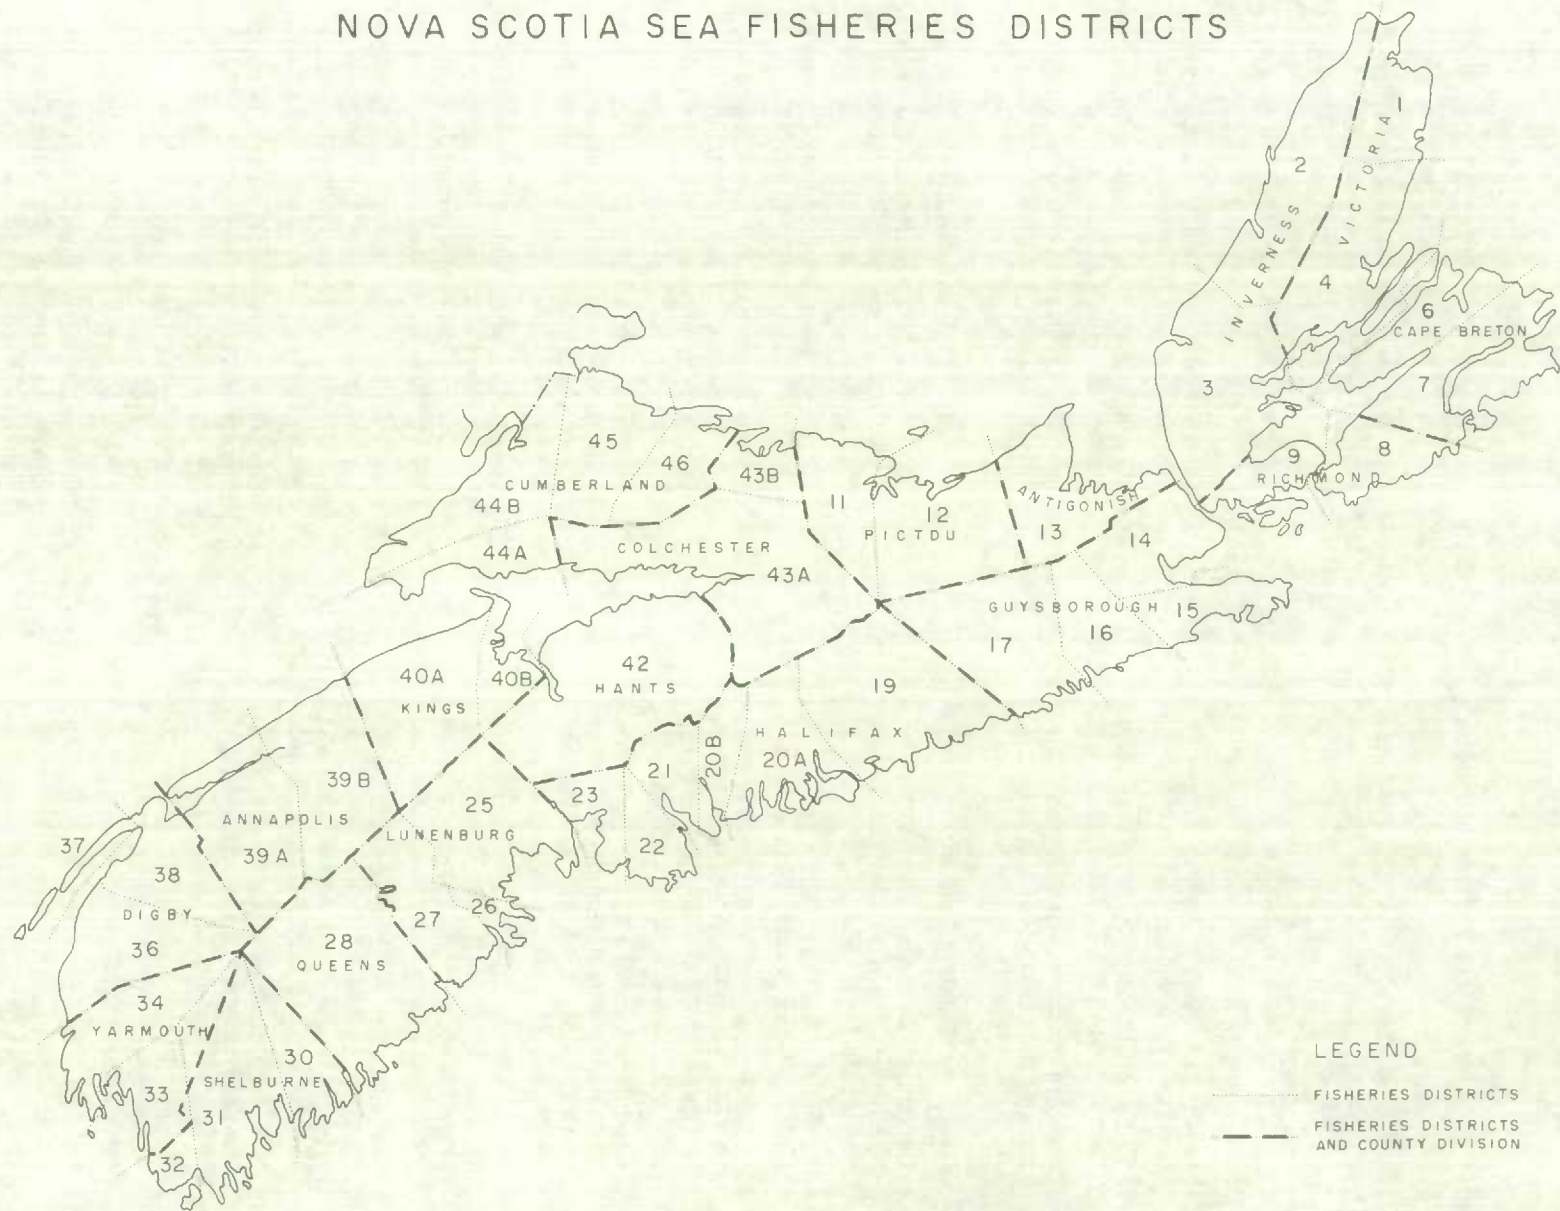 NOVA SCOTIA SEA FISHERIES DISTRICTS
1
2
VICTORIA
INVERNESS
4
6
CAPE BRETON
3
7
8
9
RICHMOND
45
46
43B
CUMBERLAND
44B
11
12
ANTIGONISH
13
14
PICTDU
44A
COLCHESTER
43A
GUYSBOROUGH
15
16
17
42
HANTS
40A
40B
KINGS
19
HALIFAX
20B
20A
21
39B
23
25
LUNENBURG
22
ANNAPOLIS
37
39A
38
26
27
DIGBY
36
28
QUEENS
34
YARMOUTH
30
SHELBURNE
33
31
32
LEGEND
FISHERIES DISTRICTS
FISHERIES DISTRICTS
AND COUNTY DIVISION